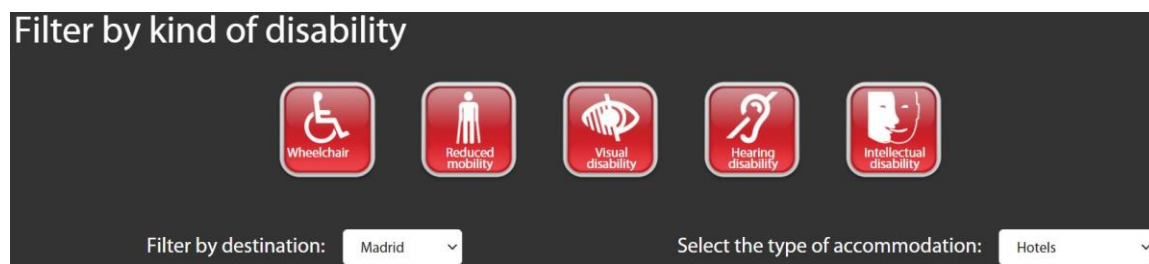 Filter by kind of disability
Wheelchair
Reduced
mobility
Visual
disability
Hearing
disability
Intellectual
disability
Filter by destination: Madrid
Select the type of accommodation: Hotels